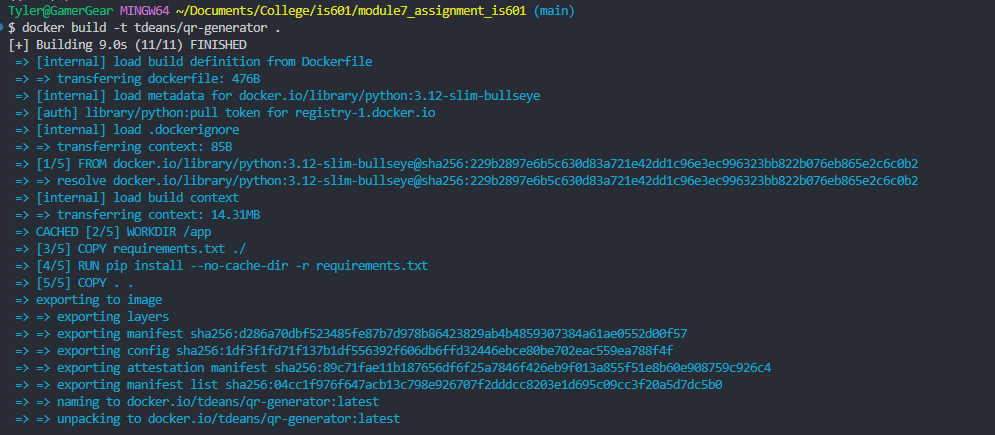 Tyler@GamerGear MINGW64 ~/Documents/College/is601/module7_assignment_is601 (main)
$ docker build -t tdeans/qr-generator .
[+] Building 9.0s (11/11) FINISHED
=> [internal] load build definition from Dockerfile
=> => transferring dockerfile: 476B
=> [internal] load metadata for docker.io/library/python:3.12-slim-bullseye
=> [auth] library/python:pull token for registry-1.docker.io
=> [internal] load .dockerignore
=> => transferring context: 85B
=> [1/5] FROM docker.io/library/python:3.12-slim-bullseye@sha256:229b2897e6b5c630d83a721e42dd1c96e3ec996323bb822b076eb865e2c6c0b2
=> => resolve docker.io/library/python:3.12-slim-bullseye@sha256:229b2897e6b5c630d83a721e42dd1c96e3ec996323bb822b076eb865e2c6c0b2
=> [internal] load build context
=> => transferring context: 14.31MB
=> CACHED [2/5] WORKDIR /app
=> [3/5] COPY requirements.txt ./
=> [4/5] RUN pip install --no-cache-dir -r requirements.txt
=> [5/5] COPY . .
=> exporting to image
=> => exporting layers
=> => exporting manifest sha256:d286a70dbf523485fe87b7d978b86423829ab4b4859307384a61ae0552d00f57
=> => exporting config sha256:1df3f1fd71f137b1df556392f606db6ffd32446ebce80be702eac559ea788f4f
=> => exporting attestation manifest sha256:89c71fae11b187656df6f25a7846f426eb9f013a855f51e8b60e908759c926c4
=> => exporting manifest list sha256:04cc1f976f647acb13c798e926707f2dddcc8203e1d695c09cc3f20a5d7dc5b0
=> => naming to docker.io/tdeans/qr-generator:latest
=> => unpacking to docker.io/tdeans/qr-generator:latest